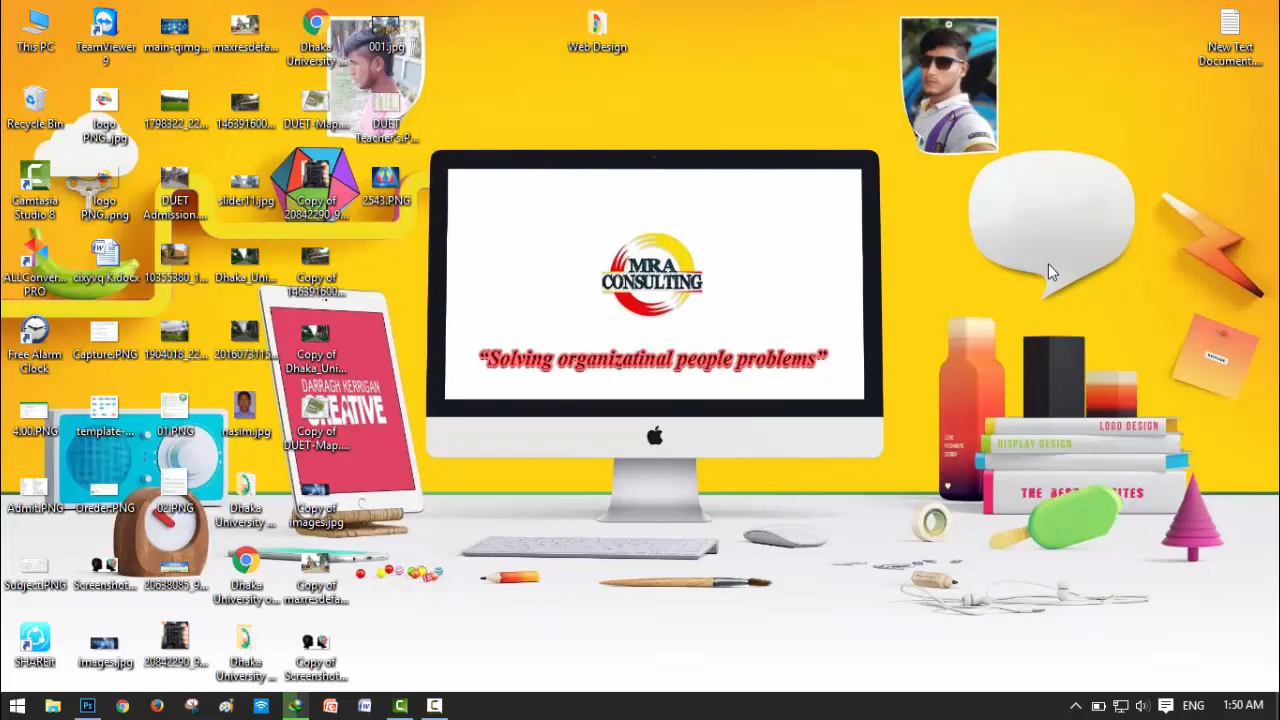 This PC
TeamViewer
9
main-qimg...
maxresdefa...
Dhaka
University ...
001.jpg
Web Design
New Text
Document....
Recycle Bin
logo
PNG..jpg
1798322_22...
146391600...
DUET-Map....
DUET
Teacher's.P...
Camtasia
Studio 8
logo
PNG..png
DUET
Admission....
slider11.jpg
Copy of
20842290_9...
2543.PNG
ALLConver...
PRO
cixyvq K.docx
10355380_1...
Dhaka_Uni...
Copy of
146391600...
MRA
CONSULTING
“Solving organizatinal people problems”
Free Alarm
Clock
Capture.PNG
1904018_22...
2016073115...
Copy of
Dhaka_Uni...
DARRAGH KERRIGAN
CREATIVE
4.00.PNG
template-...
01.PNG
nasim.jpg
Copy of
DUET-Map....
LOGO DESIGN
DISPLAY DESIGN
Admit.PNG
Oreder.PNG
02.PNG
Dhaka
University ...
Copy of
images.jpg
Subject.PNG
Screenshot...
20638085_9...
Dhaka
University o...
Copy of
maxresdefa...
SHAREit
images.jpg
20842290_9...
Dhaka
University ...
Copy of
Screenshot...
ENG
1:50 AM